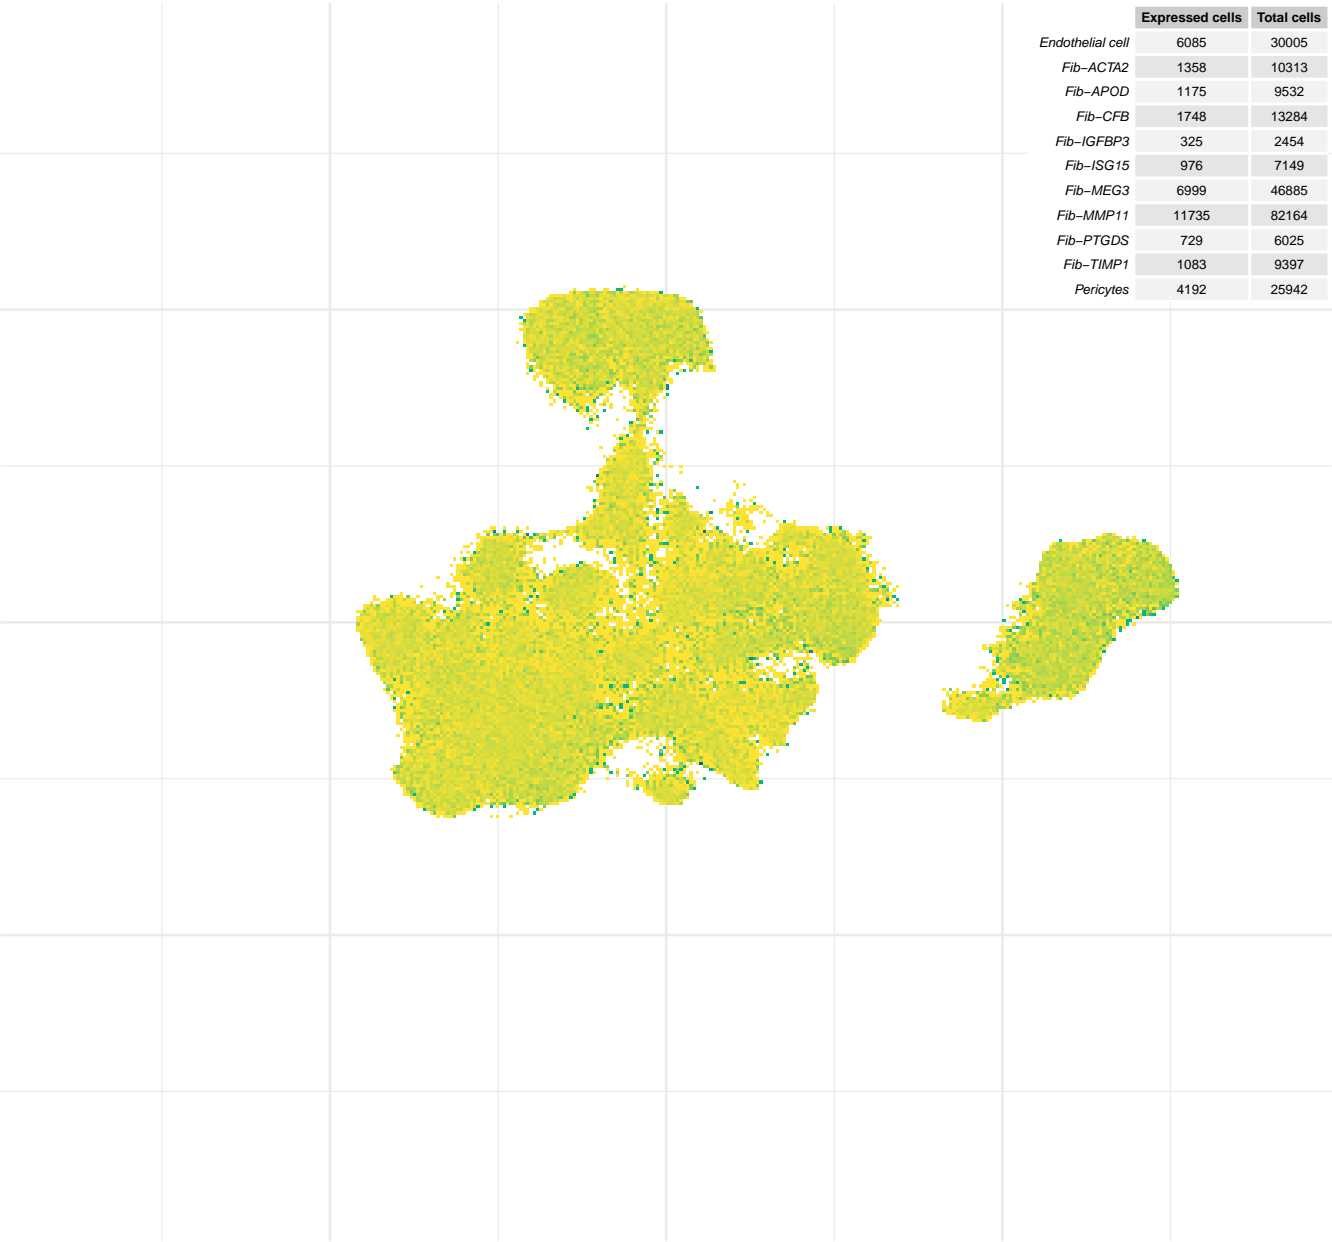 Expressed cells Total cells
Endothelial cell 6085 30005
Fib−ACTA2 1358 10313
Fib−APOD 1175 9532
Fib−CFB 1748 13284
Fib−IGFBP3 325 2454
Fib−ISG15 976 7149
Fib−MEG3 6999 46885
Fib−MMP11 11735 82164
Fib−PTGDS 729 6025
Fib−TIMP1 1083 9397
Pericytes 4192 25942